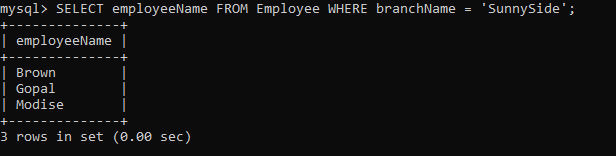 mysql> SELECT employeeName FROM Employee WHERE branchName = 'SunnySide';
+--------------+
| employeeName |
+--------------+
| Brown        |
| Gopal        |
| Modise       |
+--------------+
3 rows in set (0.00 sec)